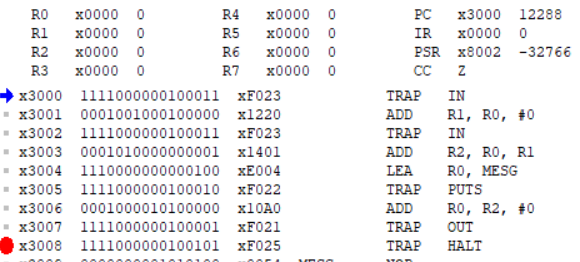 R0 x0000 0 R4 x0000 0 PC x3000 12288
R1 x0000 0 R5 x0000 0 IR x0000 0
R2 x0000 0 R6 x0000 0 PSR x8002 -32766
R3 x0000 0 R7 x0000 0 CC Z
x3000 1111000000100011 xF023 TRAP IN
x3001 0001001000100000 x1220 ADD R1, R0, #0
x3002 1111000000100011 xF023 TRAP IN
x3003 0001010000000001 x1401 ADD R2, R0, R1
x3004 1110000000000100 xE004 LEA R0, MESG
x3005 1111000000100010 xF022 TRAP PUTS
x3006 0001000010100000 x10A0 ADD R0, R2, #0
x3007 1111000000100001 xF021 TRAP OUT
x3008 1111000000100101 xF025 TRAP HALT